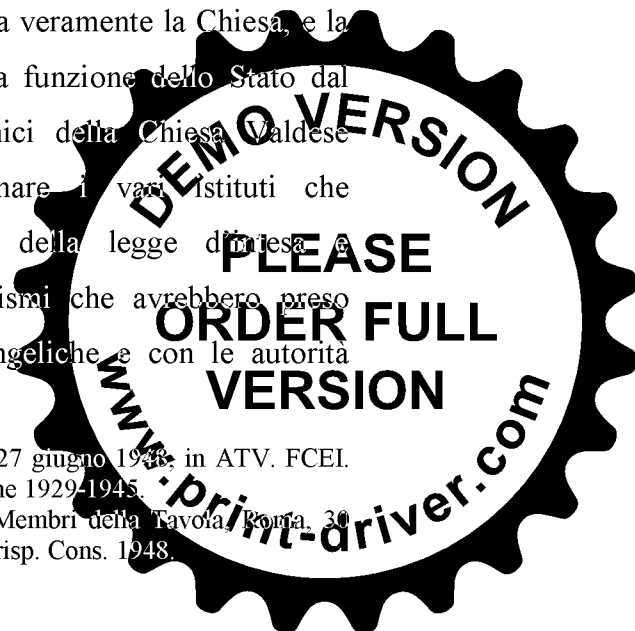 a veramente la Chiesa, e la
a funzione dello Stato dal
nici della Chiesa Valdese
nare i vari istituti che
della legge d'intesa e
ismi che avrebbero preso
ngeliche e con le autorità
27 giugno 1948, in ATV. FCEI.
ne 1929-1945.
Membri della Tavola, Roma, 30
risp. Cons. 1948.
DEMO VERSION
PLEASE
ORDER FULL
VERSION
www.print-driver.com